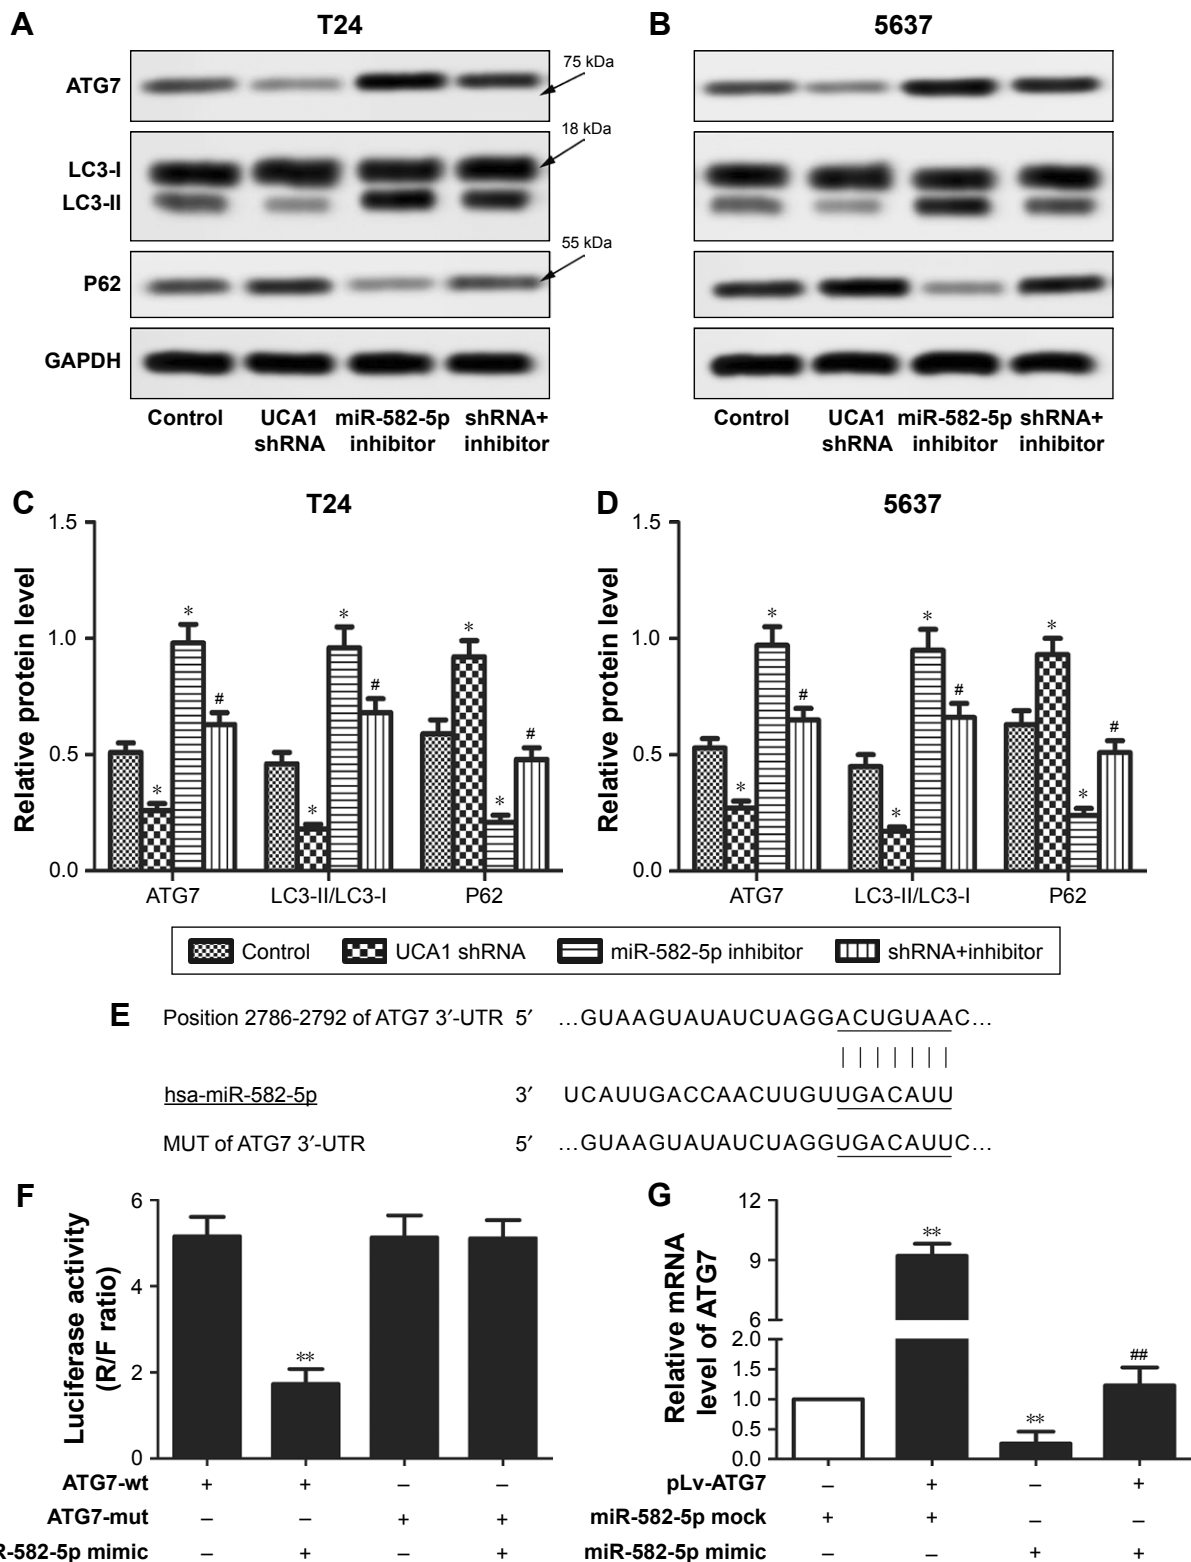 A T24
75 kDa
ATG7
18 kDa
LC3-I
LC3-II
55 kDa
P62
GAPDH
Control UCA1 shRNA miR-582-5p inhibitor shRNA+ inhibitor
B 5637
Control UCA1 shRNA miR-582-5p inhibitor shRNA+ inhibitor
C T24
Relative protein level
1.5
1.0
0.5
0.0
* * # * * # * * #
ATG7 LC3-II/LC3-I P62
D 5637
Relative protein level
1.5
1.0
0.5
0.0
* * # * * # * * #
ATG7 LC3-II/LC3-I P62
Control UCA1 shRNA miR-582-5p inhibitor shRNA+inhibitor
E Position 2786-2792 of ATG7 3′-UTR 5′ ...GUAAGUAUAUCUAGGACUGUAAC...
| | | | | | |
hsa-miR-582-5p 3′ UCAUUGACCAACUUGUUGACAUU
MUT of ATG7 3′-UTR 5′ ...GUAAGUAUAUCUAGGUGACAUUC...
F
Luciferase activity
(R/F ratio)
6
4
2
0
**
ATG7-wt + + – –
ATG7-mut – – + +
R-582-5p mimic – + – +
G
Relative mRNA
level of ATG7
12
9
6
2.0
1.5
1.0
0.5
0.0
** ** ##
pLv-ATG7 – + – +
miR-582-5p mock + + – –
miR-582-5p mimic – – + +